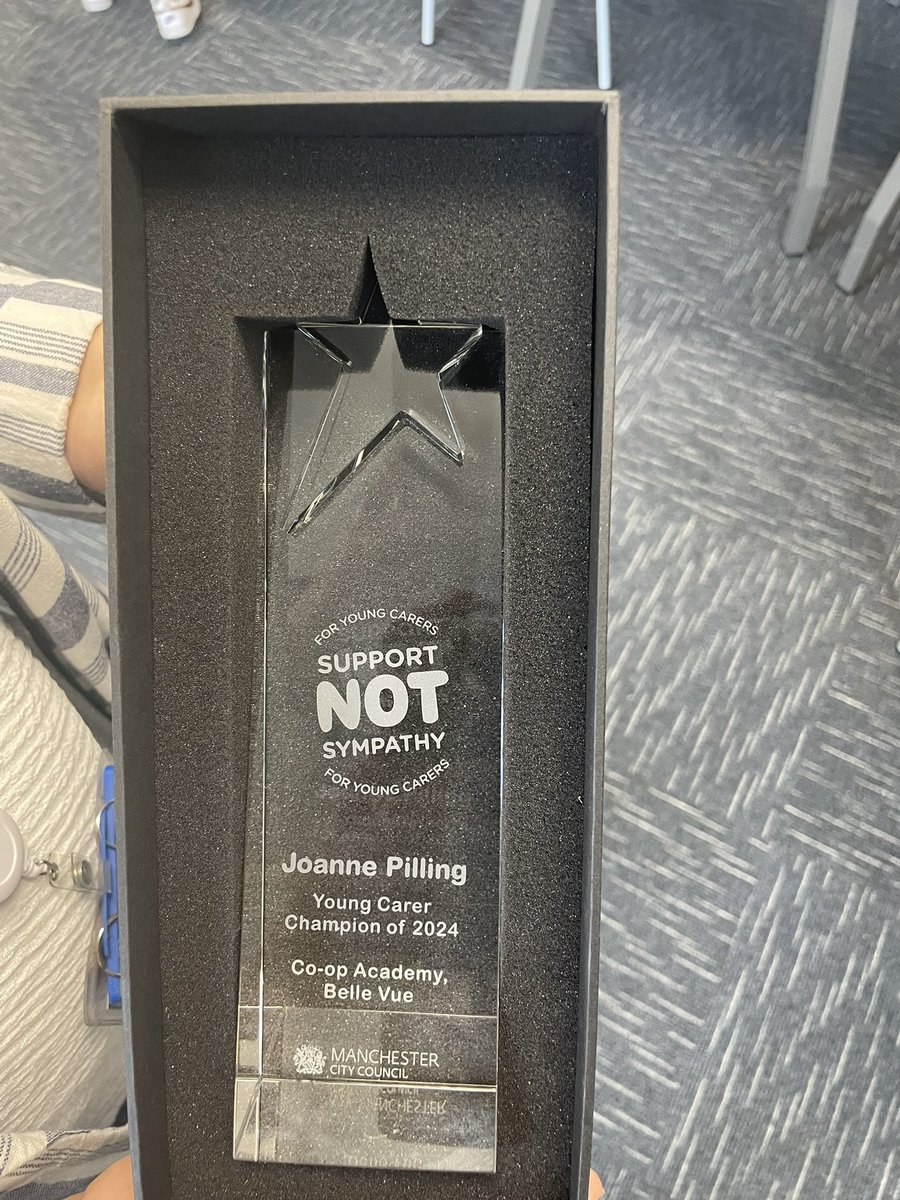 FOR YOUNG CARERS
SUPPORT
NOT
SYMPATHY
FOR YOUNG CARERS
Joanne Pilling
Young Carer
Champion of 2024
Co-op Academy,
Belle Vue
MANCHESTER
CITY COUNCIL